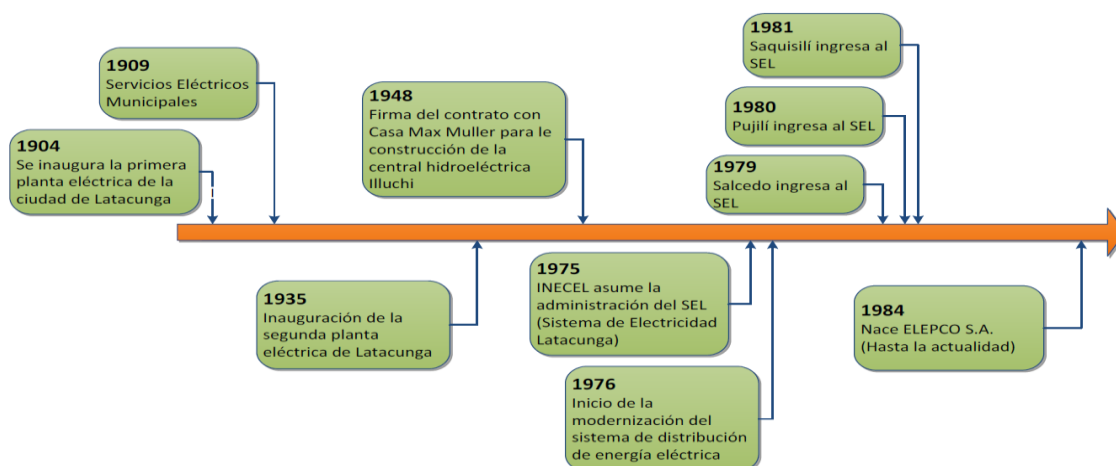 1904
Se inaugura la primera
planta eléctrica de la
ciudad de Latacunga
1909
Servicios Eléctricos
Municipales
1935
Inauguración de la
segunda planta
eléctrica de Latacunga
1948
Firma del contrato con
Casa Max Muller para le
construcción de la
central hidroeléctrica
Illuchi
1975
INECEL asume la
administración del SEL
(Sistema de Electricidad
Latacunga)
1976
Inicio de la
modernización del
sistema de distribución
de energía eléctrica
1979
Salcedo ingresa al
SEL
1980
Pujilí ingresa al SEL
1981
Saquisilí ingresa al
SEL
1984
Nace ELEPCO S.A.
(Hasta la actualidad)